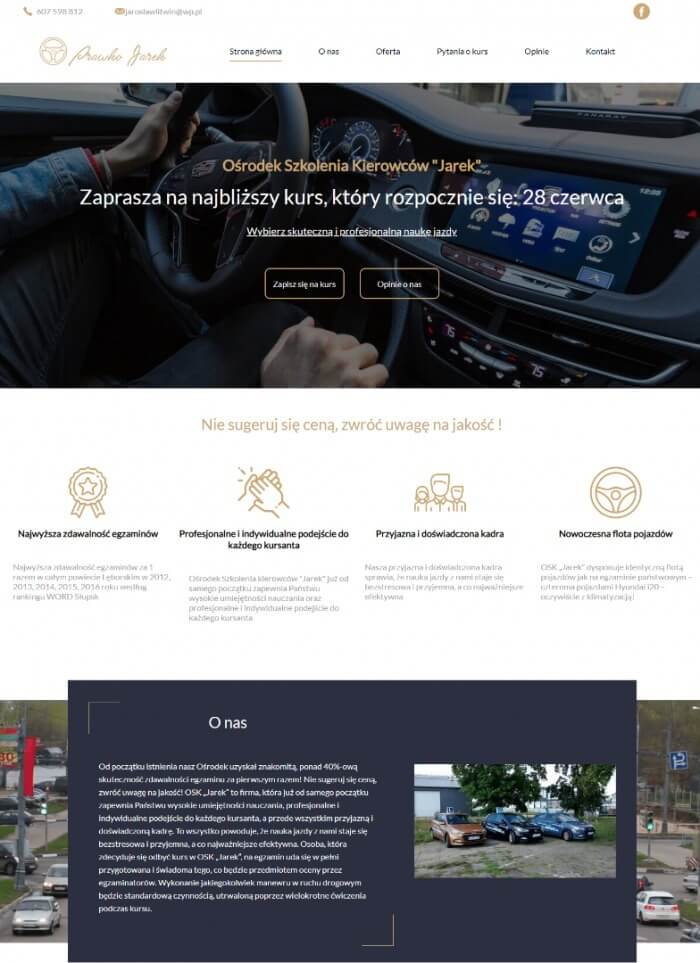 607 598 812
jaroslawlitwin@wp.pl
Prawko Jarek
Strona główna
O nas
Oferta
Pytania o kurs
Opinie
Kontakt
Ośrodek Szkolenia Kierowców "Jarek"
Zaprasza na najbliższy kurs, który rozpocznie się: 28 czerwca
Wybierz skuteczną i profesjonalną naukę jazdy
Zapisz się na kurs
Opinie o nas
Nie sugeruj się ceną, zwróć uwagę na jakość !
Najwyższa zdawalność egzaminów
Najwyższa zdawalność egzaminów za 1
razem w całym powiecie Lęborskim w 2012,
2013, 2014, 2015, 2016 roku według
rankingu WORD Słupsk
Profesjonalne i indywidualne podejście do
każdego kursanta
Ośrodek Szkolenia kierowców "Jarek" już od
samego początku zapewnia Państwu
wysokie umiejętności nauczania oraz
profesjonalne i indywidualne podejście do
każdego kursanta
Przyjazna i doświadczona kadra
Nasza przyjazna i doświadczona kadra
sprawia, że nauka jazdy z nami staje się
bezstresowa i przyjemna, a co najważniejsze
efektywna
Nowoczesna flota pojazdów
OSK „Jarek" dysponuje identyczną flotą
pojazdów jak na egzaminie państwowym –
czteroma pojazdami Hyundai i20 –
oczywiście z klimatyzacją!
O nas
Od początku istnienia nasz Ośrodek uzyskał znakomitą, ponad 40%-ową
skuteczność zdawalności egzaminu za pierwszym razem! Nie sugeruj się ceną,
zwróć uwagę na jakość! OSK „Jarek" to firma, która już od samego początku
zapewnia Państwu wysokie umiejętności nauczania, profesjonalne i
indywidualne podejście do każdego kursanta, a przede wszystkim przyjazną i
doświadczoną kadrę. To wszystko powoduje, że nauka jazdy z nami staje się
bezstresowa i przyjemna, a co najważniejsze efektywna. Osoba, która
zdecyduje się odbyć kurs w OSK „Jarek", na egzamin uda się w pełni
przygotowana i świadoma tego, co będzie przedmiotem oceny przez
egzaminatorów. Wykonanie jakiegokolwiek manewru w ruchu drogowym
będzie standardową czynnością, utrwaloną poprzez wielokrotne ćwiczenia
podczas kursu.